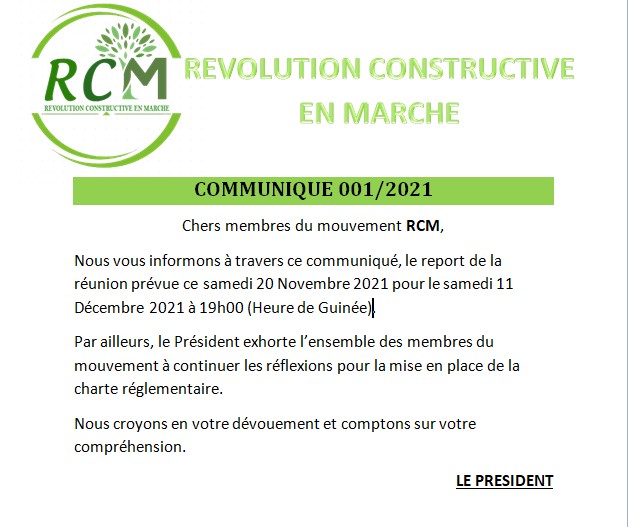 RCM
REVOLUTION CONSTRUCTIVE EN MARCHE
REVOLUTION CONSTRUCTIVE
EN MARCHE
COMMUNIQUE 001/2021
Chers membres du mouvement RCM,
Nous vous informons à travers ce communiqué, le report de la
réunion prévue ce samedi 20 Novembre 2021 pour le samedi 11
Décembre 2021 à 19h00 (Heure de Guinée).
Par ailleurs, le Président exhorte l’ensemble des membres du
mouvement à continuer les réflexions pour la mise en place de la
charte réglementaire.
Nous croyons en votre dévouement et comptons sur votre
compréhension.
LE PRESIDENT